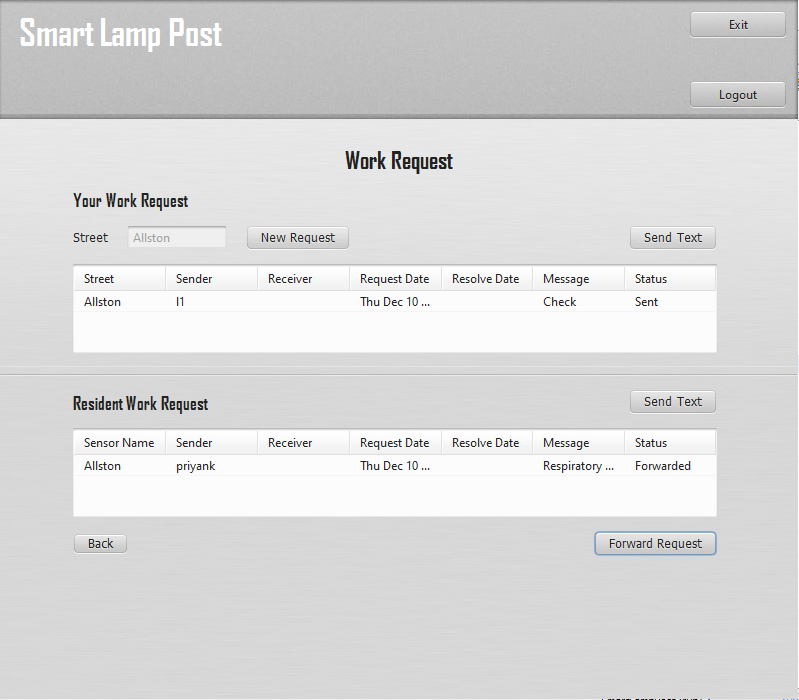 Smart Lamp Post
Exit
Logout
Work Request
Your Work Request
Street Allston New Request Send Text
Street Sender Receiver Request Date Resolve Date Message Status
Allston l1 Thu Dec 10 ... Check Sent
Resident Work Request Send Text
Sensor Name Sender Receiver Request Date Resolve Date Message Status
Allston priyank Thu Dec 10 ... Respiratory ... Forwarded
Back Forward Request